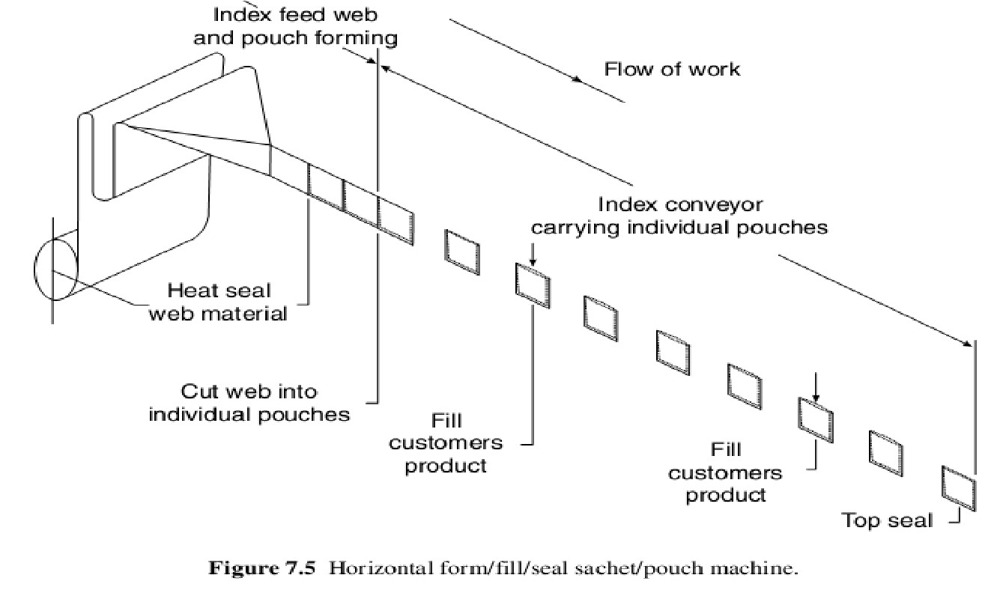 Index feed web
and pouch forming
Flow of work
Index conveyor
carrying individual pouches
Heat seal
web material
Cut web into
individual pouches
Fill
customers
product
Fill
customers
product
Top seal
Figure 7.5 Horizontal form/fill/seal sachet/pouch machine.